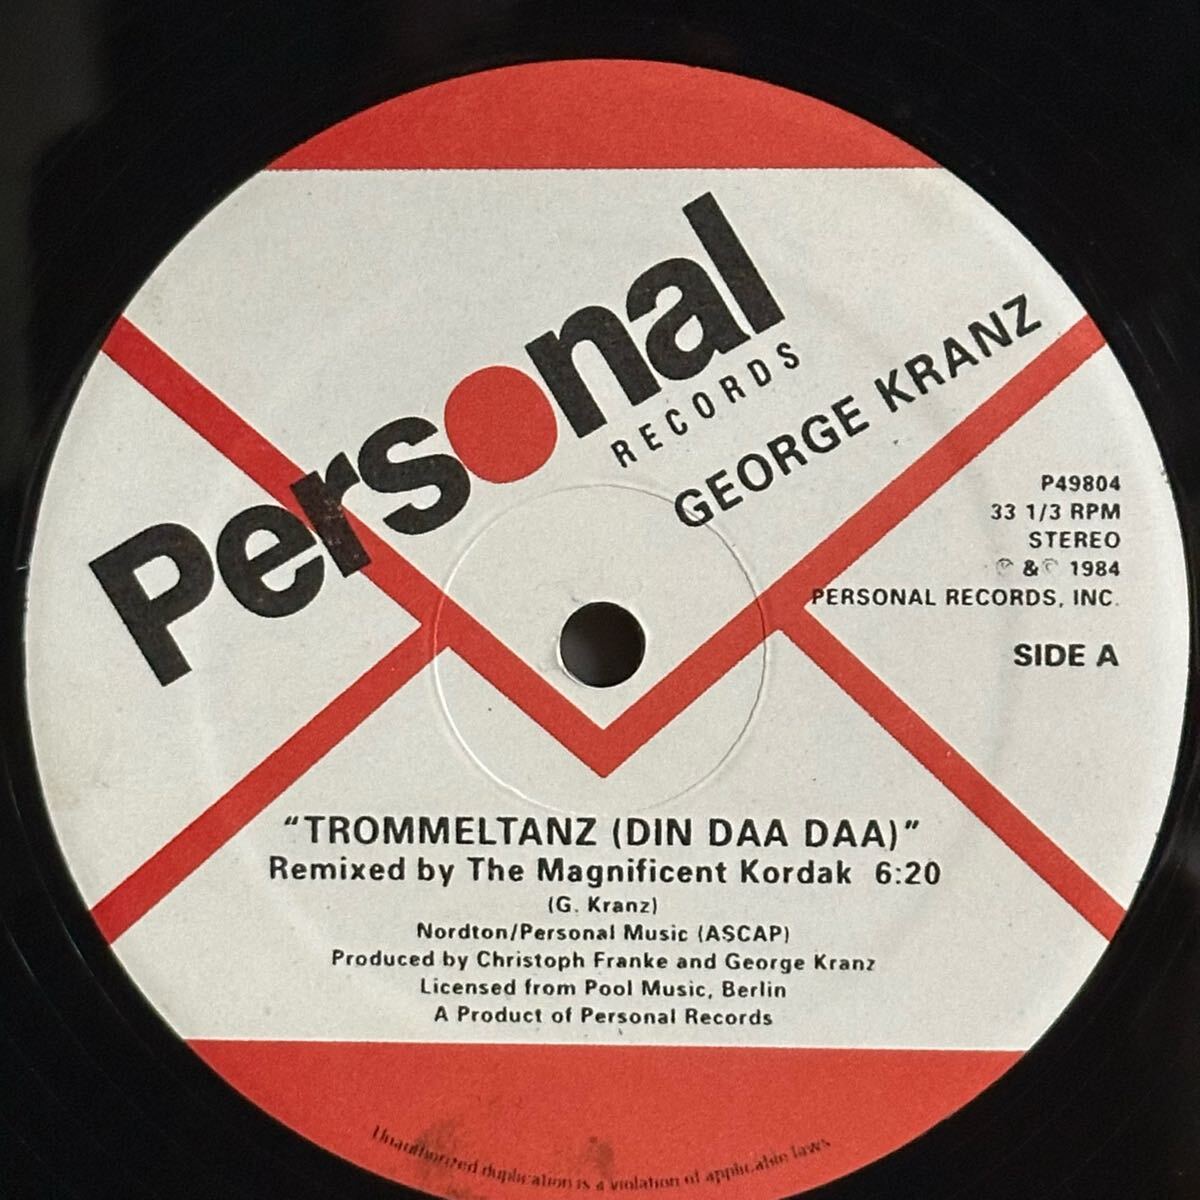 Personal
RECORDS
GEORGE KRANZ
P49804
33 1/3 RPM
STEREO
℗ & © 1984
PERSONAL RECORDS, INC.
SIDE A
"TROMMELTANZ (DIN DAA DAA)"
Remixed by The Magnificent Kordak 6:20
(G. Kranz)
Nordton/Personal Music (ASCAP)
Produced by Christoph Franke and George Kranz
Licensed from Pool Music, Berlin
A Product of Personal Records
Unauthorized duplication is a violation of applicable laws